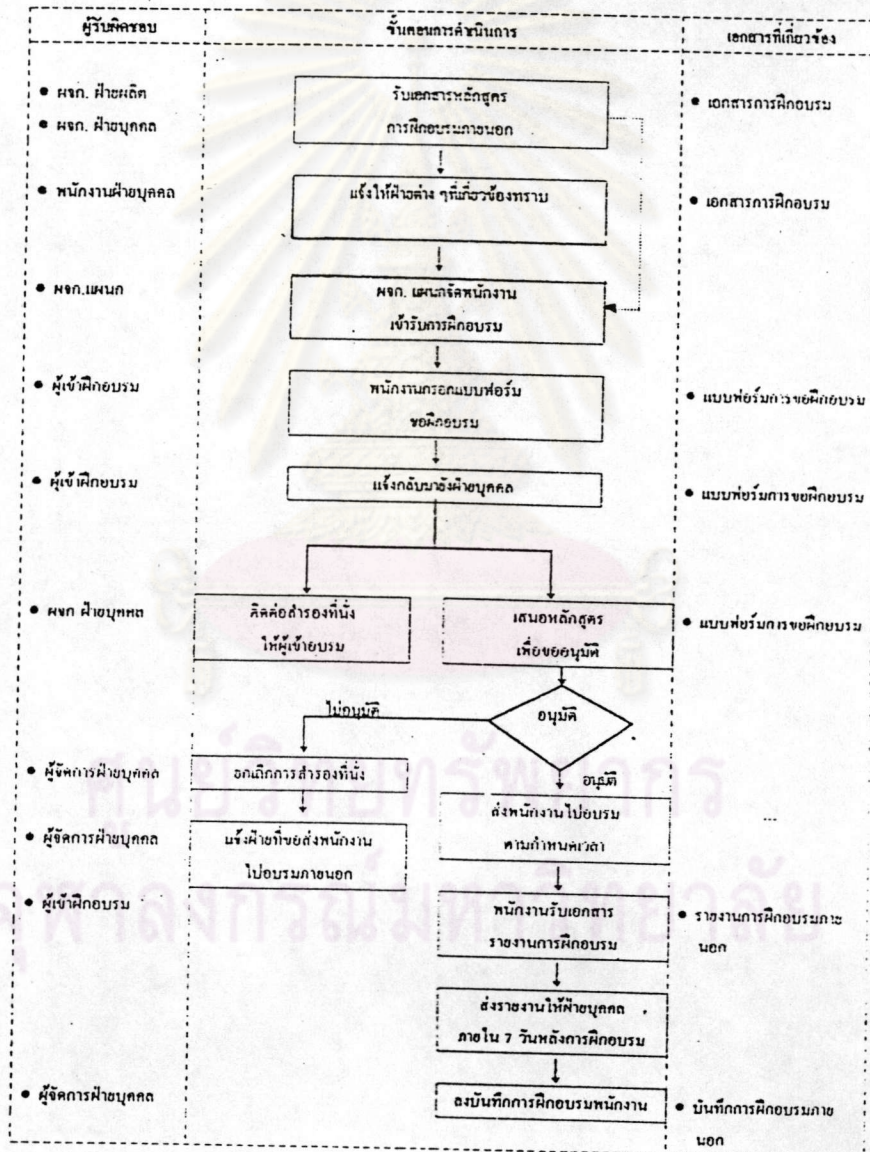 ผู้รับผิดชอบ
ขั้นตอนการดำเนินการ
เอกสารที่เกี่ยวข้อง
• ผจก. ฝ่ายผลิต
• ผจก. ฝ่ายบุคคล
รับเอกสารหลักสูตร
การฝึกอบรมภายนอก
• เอกสารการฝึกอบรม
• พนักงานฝ่ายบุคคล
แจ้งให้ฝ่ายต่าง ๆที่เกี่ยวข้องทราบ
• เอกสารการฝึกอบรม
• ผจก.แผนก
ผจก. แผนกจัดพนักงาน
เข้ารับการฝึกอบรม
• ผู้เข้าฝึกอบรม
พนักงานกรอกแบบฟอร์ม
ขอฝึกอบรม
• แบบฟอร์มการขอฝึกอบรม
• ผู้เข้าฝึกอบรม
แจ้งกลับมายังฝ่ายบุคคล
• แบบฟอร์มการขอฝึกอบรม
• ผจก ฝ่ายบุคคล
ติดต่อสำรองที่นั่ง
ให้ผู้เข้าอบรม
เสนอหลักสูตร
เพื่อขออนุมัติ
• แบบฟอร์มการขอฝึกอบรม
ไม่อนุมัติ
อนุมัติ
อนุมัติ
• ผู้จัดการฝ่ายบุคคล
ยกเลิกการสำรองที่นั่ง
ส่งพนักงานไปอบรม
ตามกำหนดเวลา
• ผู้จัดการฝ่ายบุคคล
แจ้งฝ่ายที่ขอส่งพนักงาน
ไปอบรมภายนอก
• ผู้เข้าฝึกอบรม
พนักงานรับเอกสาร
รายงานการฝึกอบรม
• รายงานการฝึกอบรมภาย
นอก
ส่งรายงานให้ฝ่ายบุคคล
ภายใน 7 วันหลังการฝึกอบรม
• ผู้จัดการฝ่ายบุคคล
ลงบันทึกการฝึกอบรมพนักงาน
• บันทึกการฝึกอบรมภาย
นอก
ศูนย์วิทยทรัพยากร
จุฬาลงกรณ์มหาวิทยาลัย